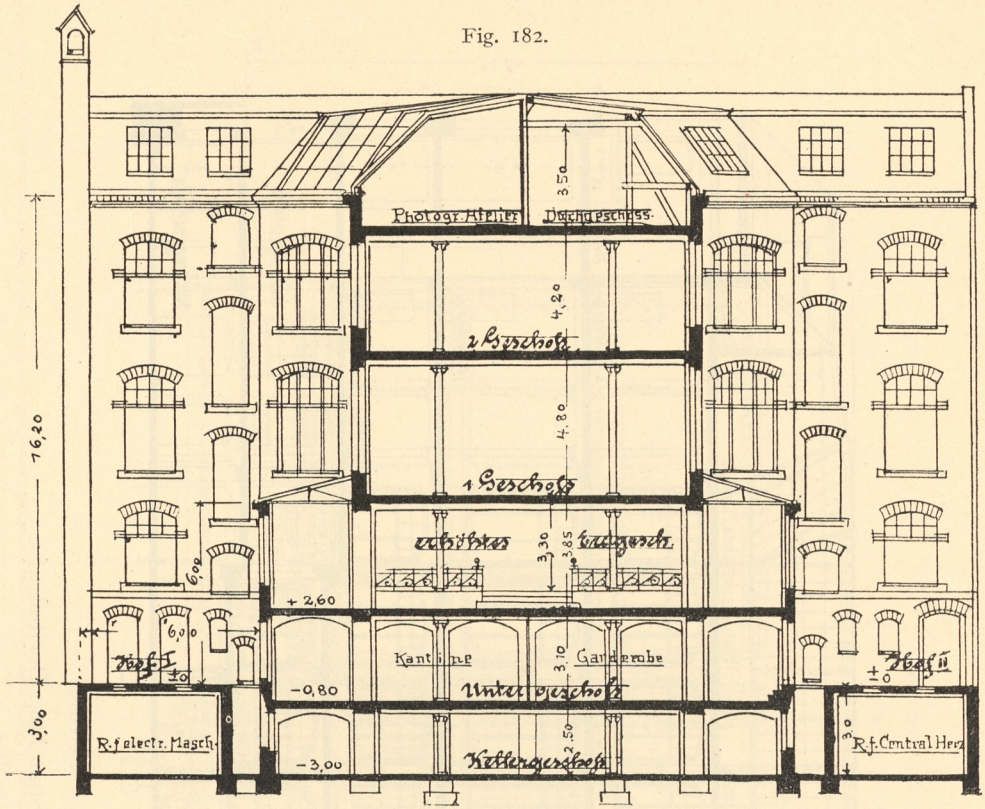 Fig. 182.
Photogr. Atelier Dachgeschoss.
3.50
4,20
2 Geschoß.
16,20
4.80
1 Geschoß
erhöhtes Erdgesch.
3,30 3.85
6,00
+ 2,60
6,00
Hof I Hof II
±0 ±0
Kantine 3,10 Garderobe
-0,80 Untergeschoß
3,00 3,0
R. f electr. Masch. 2.50 R. f. Central Heiz
-3,00 Kellergeschoß